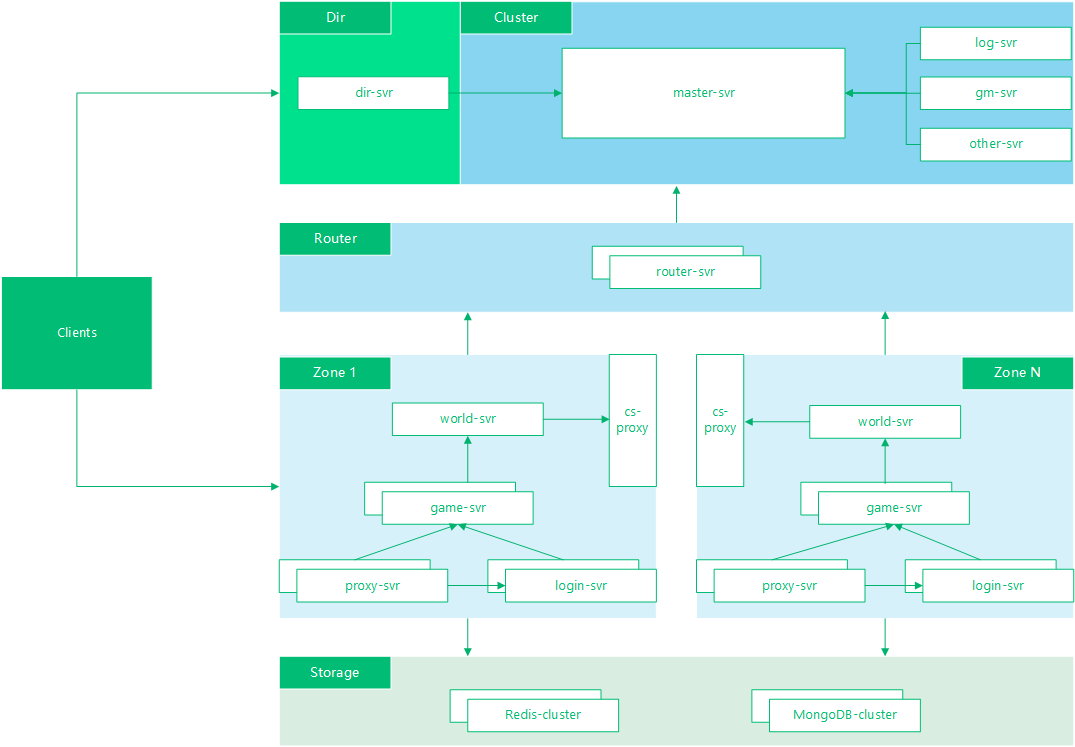 Dir
Cluster
log-svr
dir-svr
master-svr
gm-svr
other-svr
Router
router-svr
Clients
Zone 1
Zone N
cs-
proxy
cs-
proxy
world-svr
world-svr
game-svr
game-svr
proxy-svr
login-svr
proxy-svr
login-svr
Storage
Redis-cluster
MongoDB-cluster